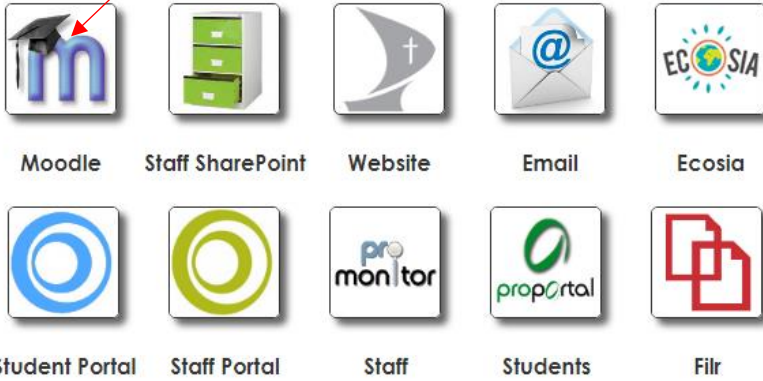 m
@
ECOSIA
Moodle Staff SharePoint Website Email Ecosia
pro
monitor
proportal
Student Portal Staff Portal Staff Students Filr